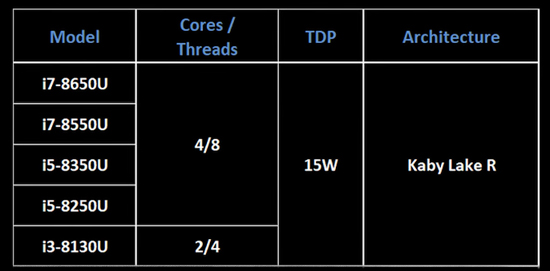 Model
Cores /
Threads
TDP
Architecture
i7-8650U
i7-8550U
i5-8350U
i5-8250U
i3-8130U
4/8
2/4
15W
Kaby Lake R